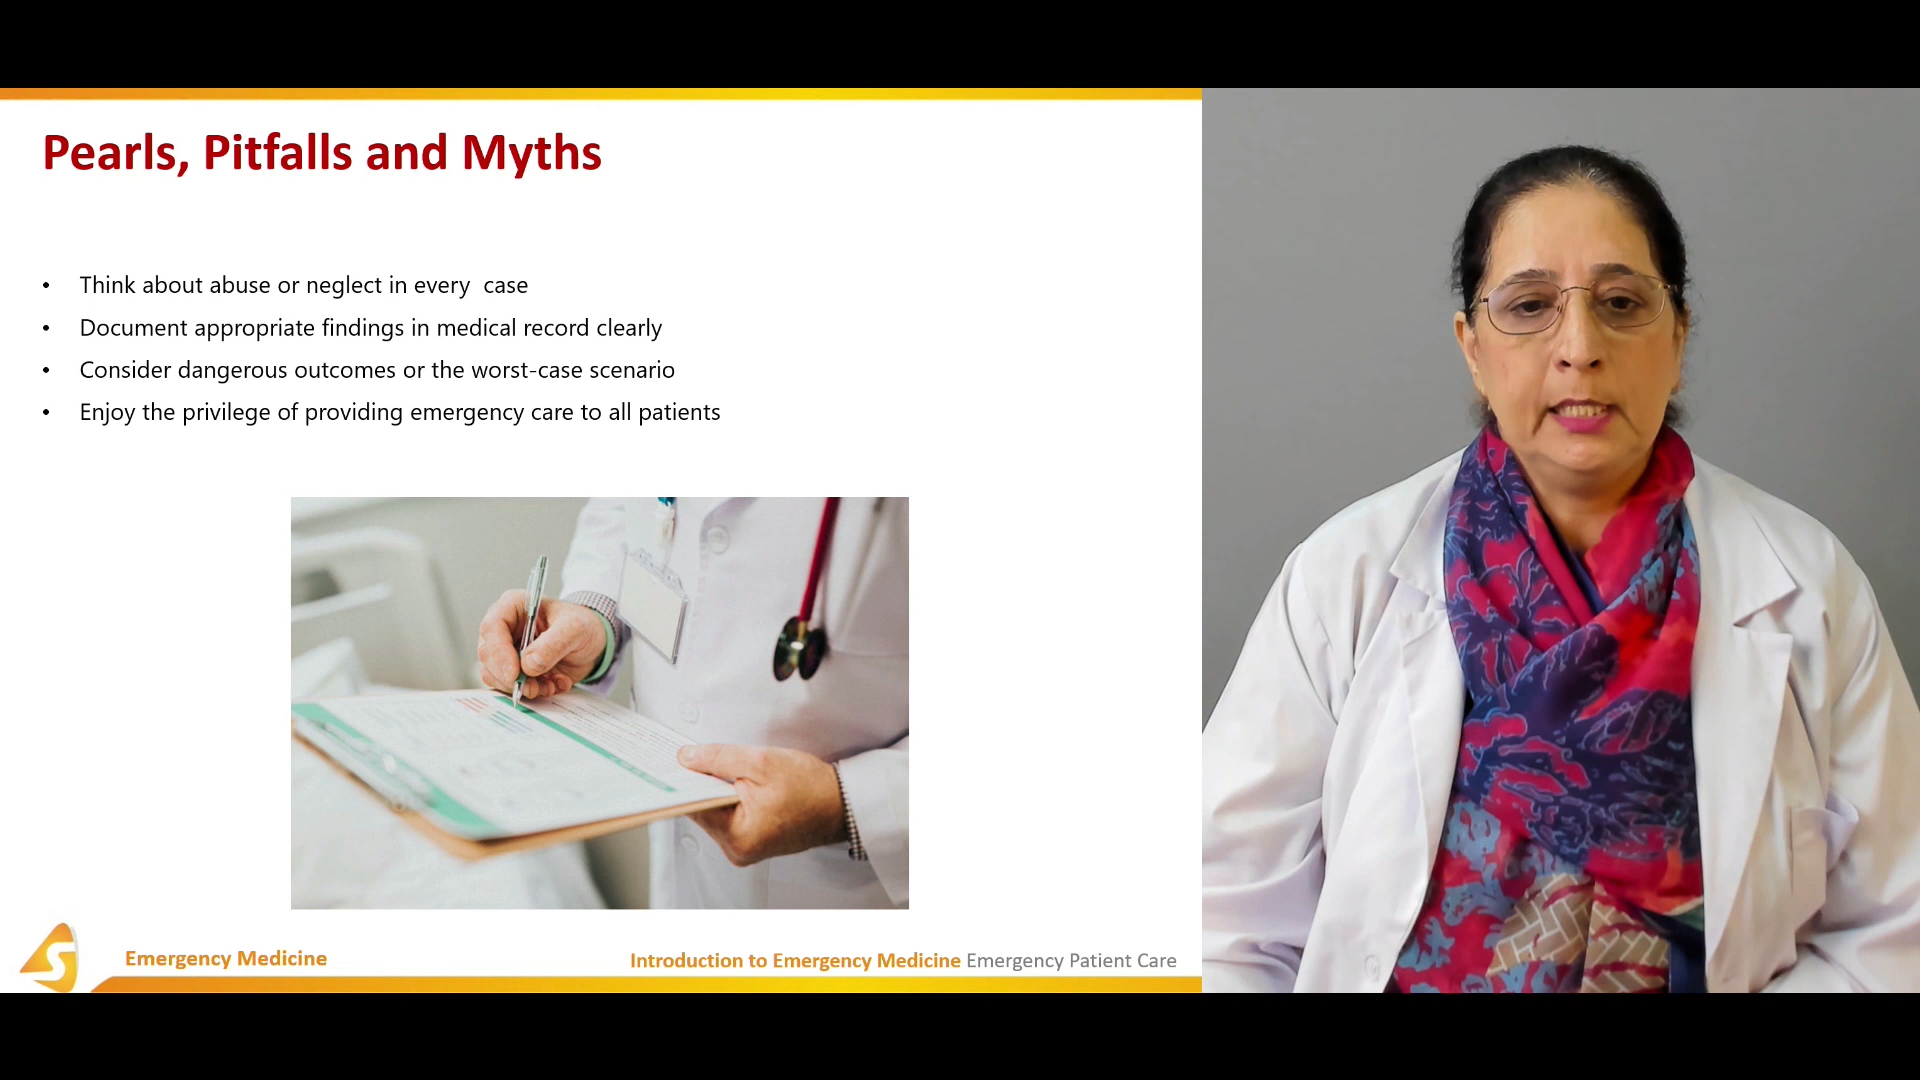 Pearls, Pitfalls and Myths
• Think about abuse or neglect in every  case
• Document appropriate findings in medical record clearly
• Consider dangerous outcomes or the worst-case scenario
• Enjoy the privilege of providing emergency care to all patients
Emergency Medicine
Introduction to Emergency Medicine Emergency Patient Care